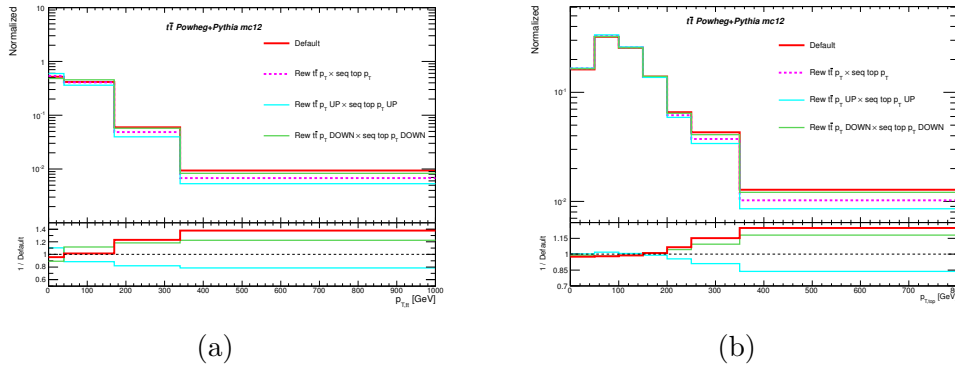 Normalized
tt̄ Powheg+Pythia mc12
Default
Rew tt̄ p_T × seq top p_T
Rew tt̄ p_T UP × seq top p_T UP
Rew tt̄ p_T DOWN × seq top p_T DOWN
10
1
10⁻¹
10⁻²
1 / Default
1.4
1.2
1
0.8
0.6
0 100 200 300 400 500 600 700 800 900 1000
p_T,tt̄ [GeV]
(a)
Normalized
tt̄ Powheg+Pythia mc12
Default
Rew tt̄ p_T × seq top p_T
Rew tt̄ p_T UP × seq top p_T UP
Rew tt̄ p_T DOWN × seq top p_T DOWN
1
10⁻¹
10⁻²
1 / Default
1.15
1
0.85
0.7
0 100 200 300 400 500 600 700 800
p_T,top [GeV]
(b)